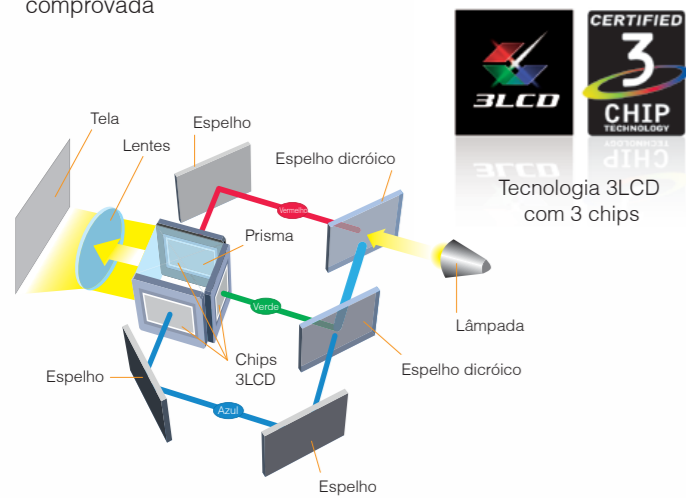 comprovada
3LCD
CERTIFIED
3
CHIP
TECHNOLOGY
Tecnologia 3LCD
com 3 chips
Tela
Lentes
Espelho
Espelho dicróico
Vermelho
Prisma
Verde
Lâmpada
Chips
3LCD
Espelho dicróico
Espelho
Azul
Espelho